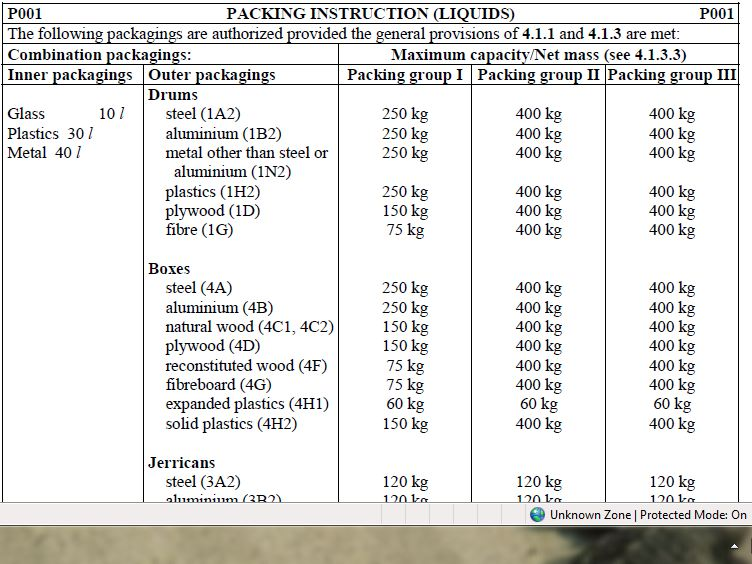 P001 PACKING INSTRUCTION (LIQUIDS) P001
The following packagings are authorized provided the general provisions of 4.1.1 and 4.1.3 are met:
Combination packagings: Maximum capacity/Net mass (see 4.1.3.3)
Inner packagings Outer packagings Packing group I Packing group II Packing group III
Drums
Glass 10 l steel (1A2) 250 kg 400 kg 400 kg
Plastics 30 l aluminium (1B2) 250 kg 400 kg 400 kg
Metal 40 l metal other than steel or 250 kg 400 kg 400 kg
aluminium (1N2)
plastics (1H2) 250 kg 400 kg 400 kg
plywood (1D) 150 kg 400 kg 400 kg
fibre (1G) 75 kg 400 kg 400 kg
Boxes
steel (4A) 250 kg 400 kg 400 kg
aluminium (4B) 250 kg 400 kg 400 kg
natural wood (4C1, 4C2) 150 kg 400 kg 400 kg
plywood (4D) 150 kg 400 kg 400 kg
reconstituted wood (4F) 75 kg 400 kg 400 kg
fibreboard (4G) 75 kg 400 kg 400 kg
expanded plastics (4H1) 60 kg 60 kg 60 kg
solid plastics (4H2) 150 kg 400 kg 400 kg
Jerricans
steel (3A2) 120 kg 120 kg 120 kg
aluminium (3B2) 120 kg 120 kg 120 kg
Unknown Zone | Protected Mode: On